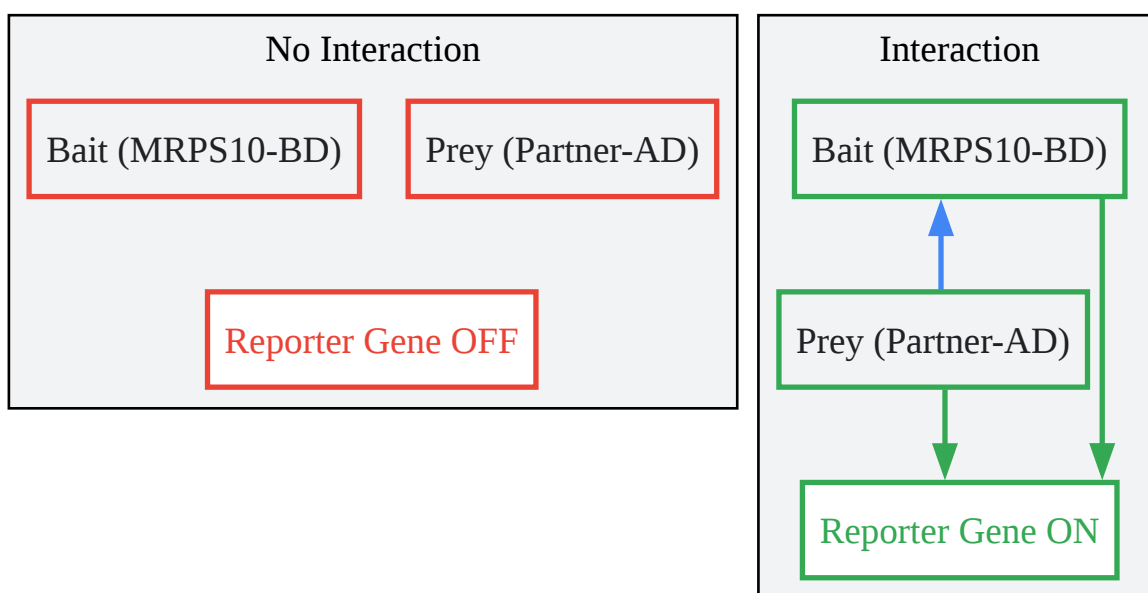 No Interaction
Bait (MRPS10-BD)
Prey (Partner-AD)
Reporter Gene OFF
Interaction
Bait (MRPS10-BD)
Prey (Partner-AD)
Reporter Gene ON